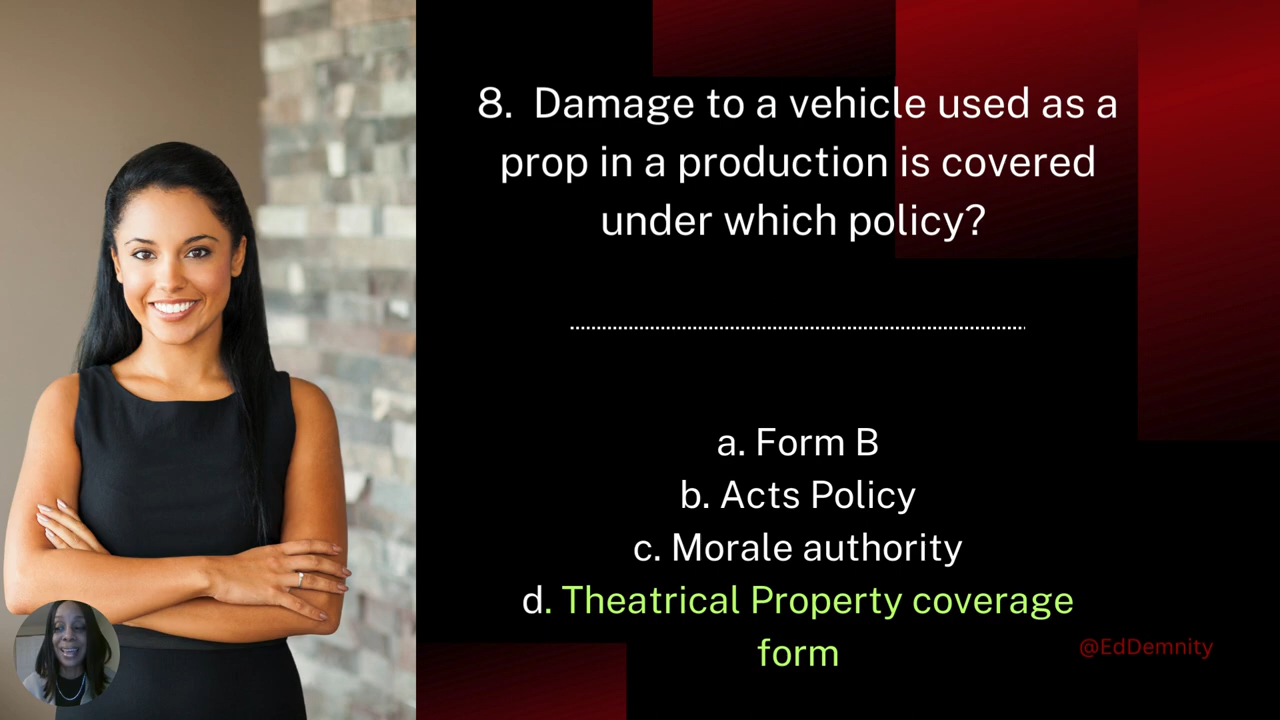 8. Damage to a vehicle used as a
prop in a production is covered
under which policy?
a. Form B
b. Acts Policy
c. Morale authority
d. Theatrical Property coverage
form
@EdDemnity